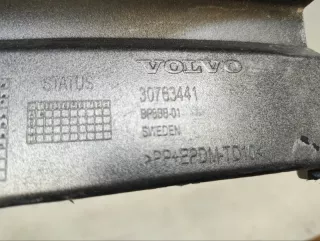 VOLVO
STATUS
30763441
SWEDEN
>PP+EPDM-TD10<